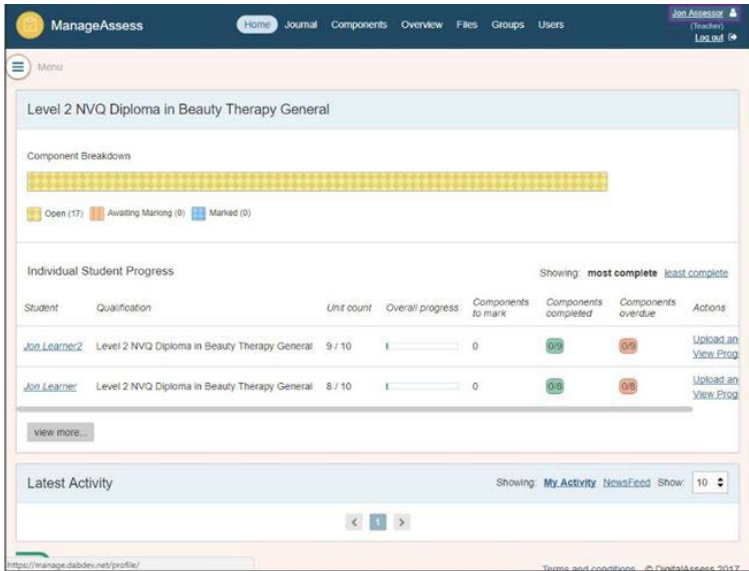 ManageAssess Home Journal Components Overview Files Groups Users
Jon Assessor
(Teacher)
Log out
Menu
Level 2 NVQ Diploma in Beauty Therapy General
Component Breakdown
Open (17) Awaiting Marking (0) Marked (0)
Individual Student Progress Showing: most complete least complete
Student Qualification Unit count Overall progress Components to mark Components completed Components overdue Actions
Jon Learner2 Level 2 NVQ Diploma in Beauty Therapy General 9 / 10 0 0/9 0/9 Upload an
View Prog
Jon Learner Level 2 NVQ Diploma in Beauty Therapy General 8 / 10 0 0/8 0/8 Upload an
View Prog
view more...
Latest Activity Showing: My Activity NewsFeed Show: 10
< 1 >
https://manage.dabdev.net/profile/
Terms and conditions © DigitalAssess 2017